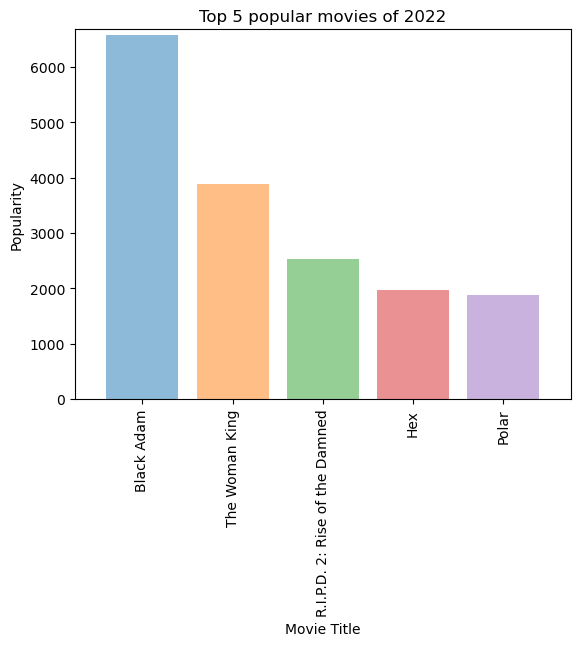 Top 5 popular movies of 2022
Popularity
6000
5000
4000
3000
2000
1000
0
Black Adam
The Woman King
R.I.P.D. 2: Rise of the Damned
Hex
Polar
Movie Title